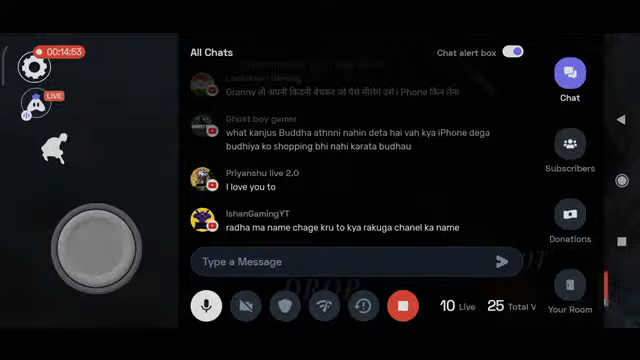 00:14:53
All Chats
Chat alert box
LIVE
Granny तो अपनी किडनी बेचकर जो पैसे मीलेगे उसे i Phone किन लेना
Chat
Ghost boy gamer
what kanjus Buddha athnni nahin deta hai vah kya iPhone dega
budhiya ko shopping bhi nahi karata budhau
Subscribers
Priyanshu live 2.0
I love you to
IshanGamingYT
radha ma name chage kru to kya rakuga chanel ka name
Donations
Type a Message
DROP
10 Live 25 Total V
Your Room